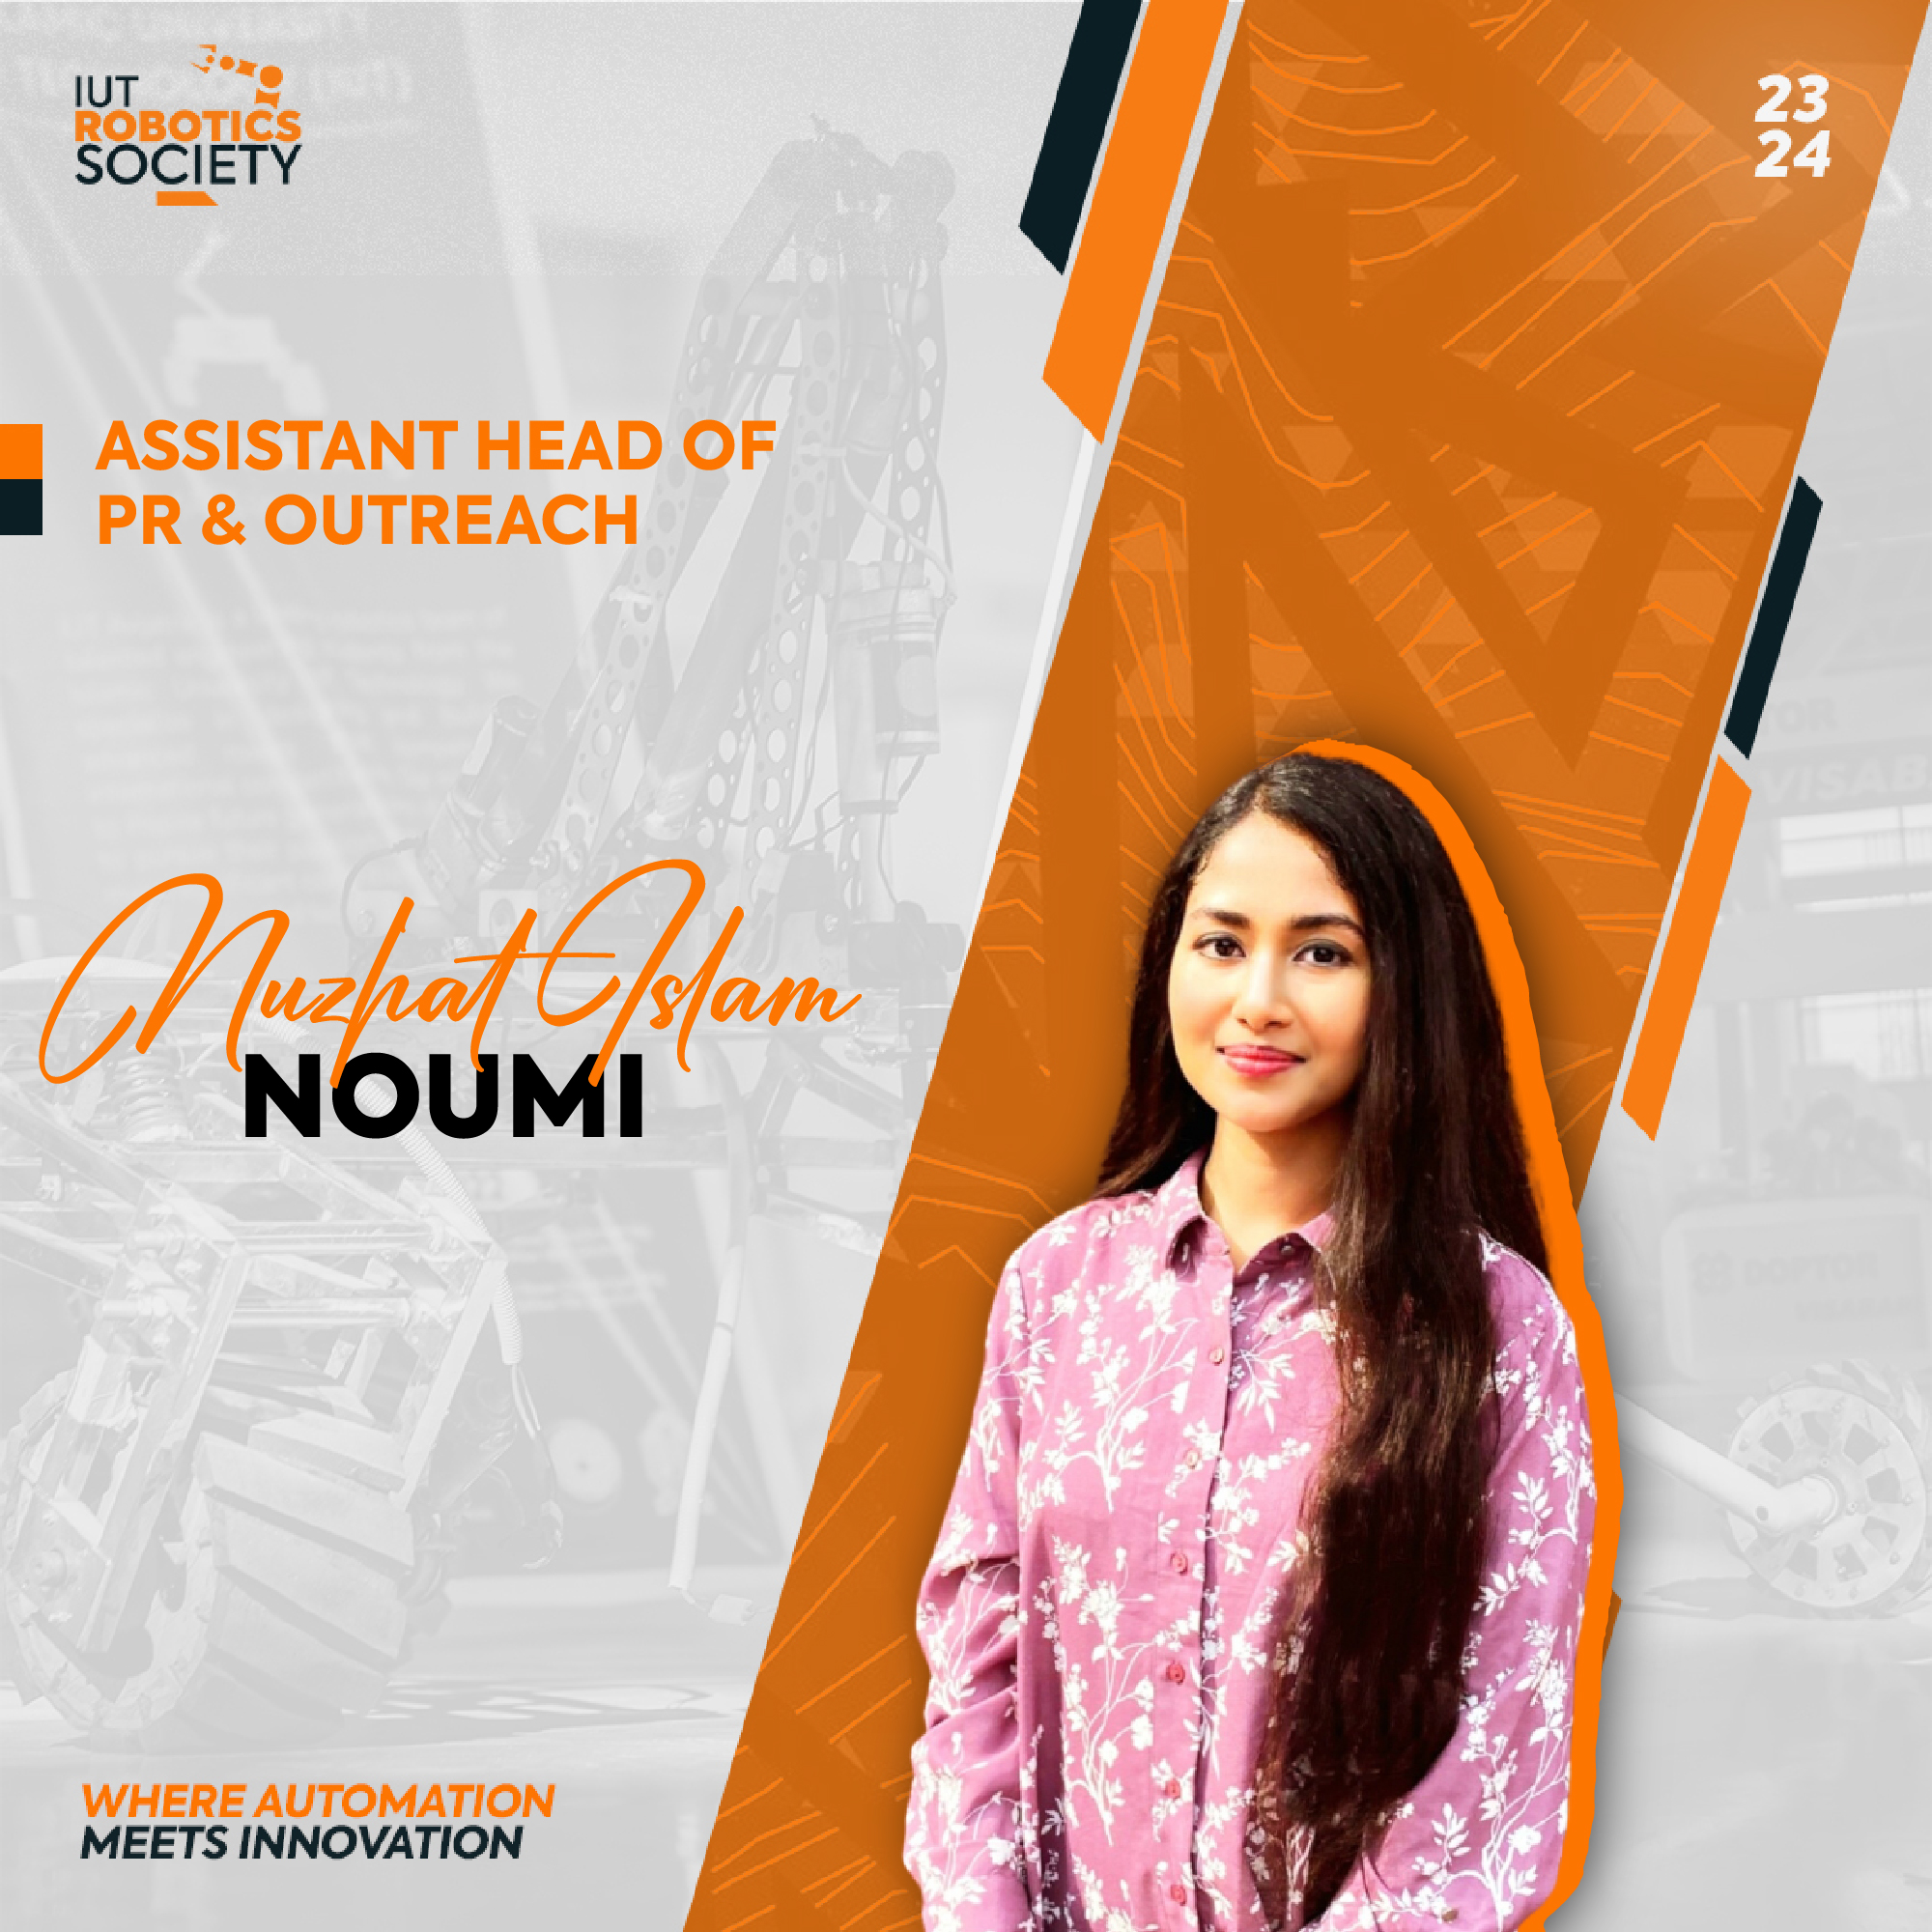 IUT
ROBOTICS
SOCIETY
23
24
ASSISTANT HEAD OF
PR & OUTREACH
Nuzhat Islam
NOUMI
WHERE AUTOMATION
MEETS INNOVATION